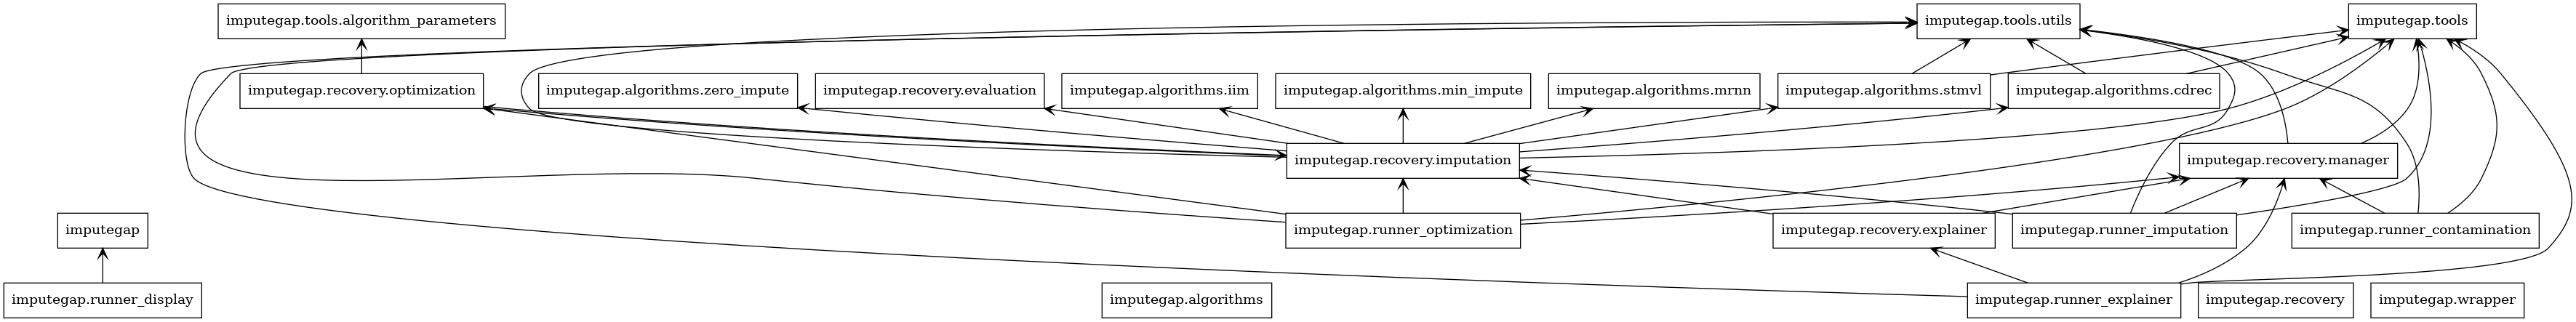 imputegap.tools.algorithm_parameters
imputegap.tools.utils
imputegap.tools
imputegap.recovery.optimization
imputegap.algorithms.zero_impute
imputegap.recovery.evaluation
imputegap.algorithms.iim
imputegap.algorithms.min_impute
imputegap.algorithms.mrnn
imputegap.algorithms.stmvl
imputegap.algorithms.cdrec
imputegap.recovery.imputation
imputegap.recovery.manager
imputegap
imputegap.runner_optimization
imputegap.recovery.explainer
imputegap.runner_imputation
imputegap.runner_contamination
imputegap.runner_display
imputegap.algorithms
imputegap.runner_explainer
imputegap.recovery
imputegap.wrapper